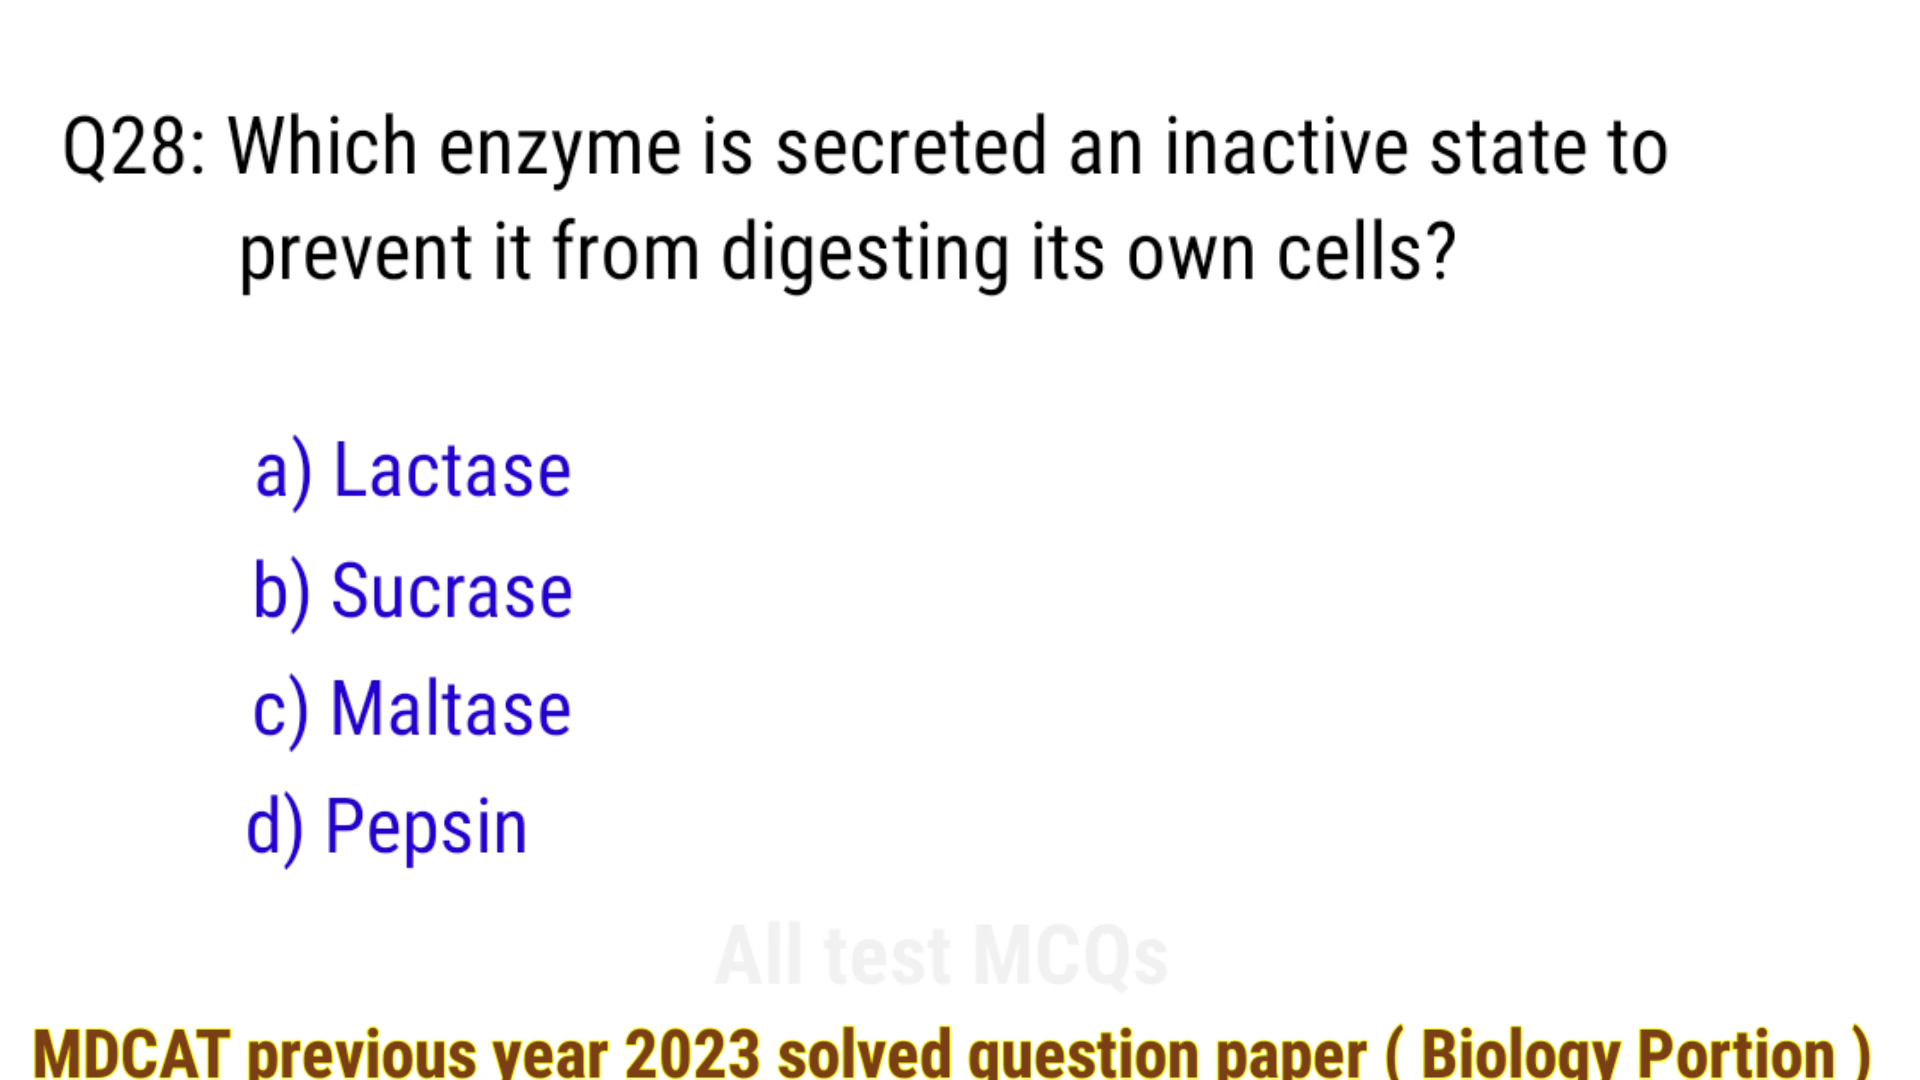 Q28: Which enzyme is secreted an inactive state to
prevent it from digesting its own cells?
a) Lactase
b) Sucrase
c) Maltase
d) Pepsin
All test MCQs
MDCAT previous year 2023 solved question paper ( Biology Portion )